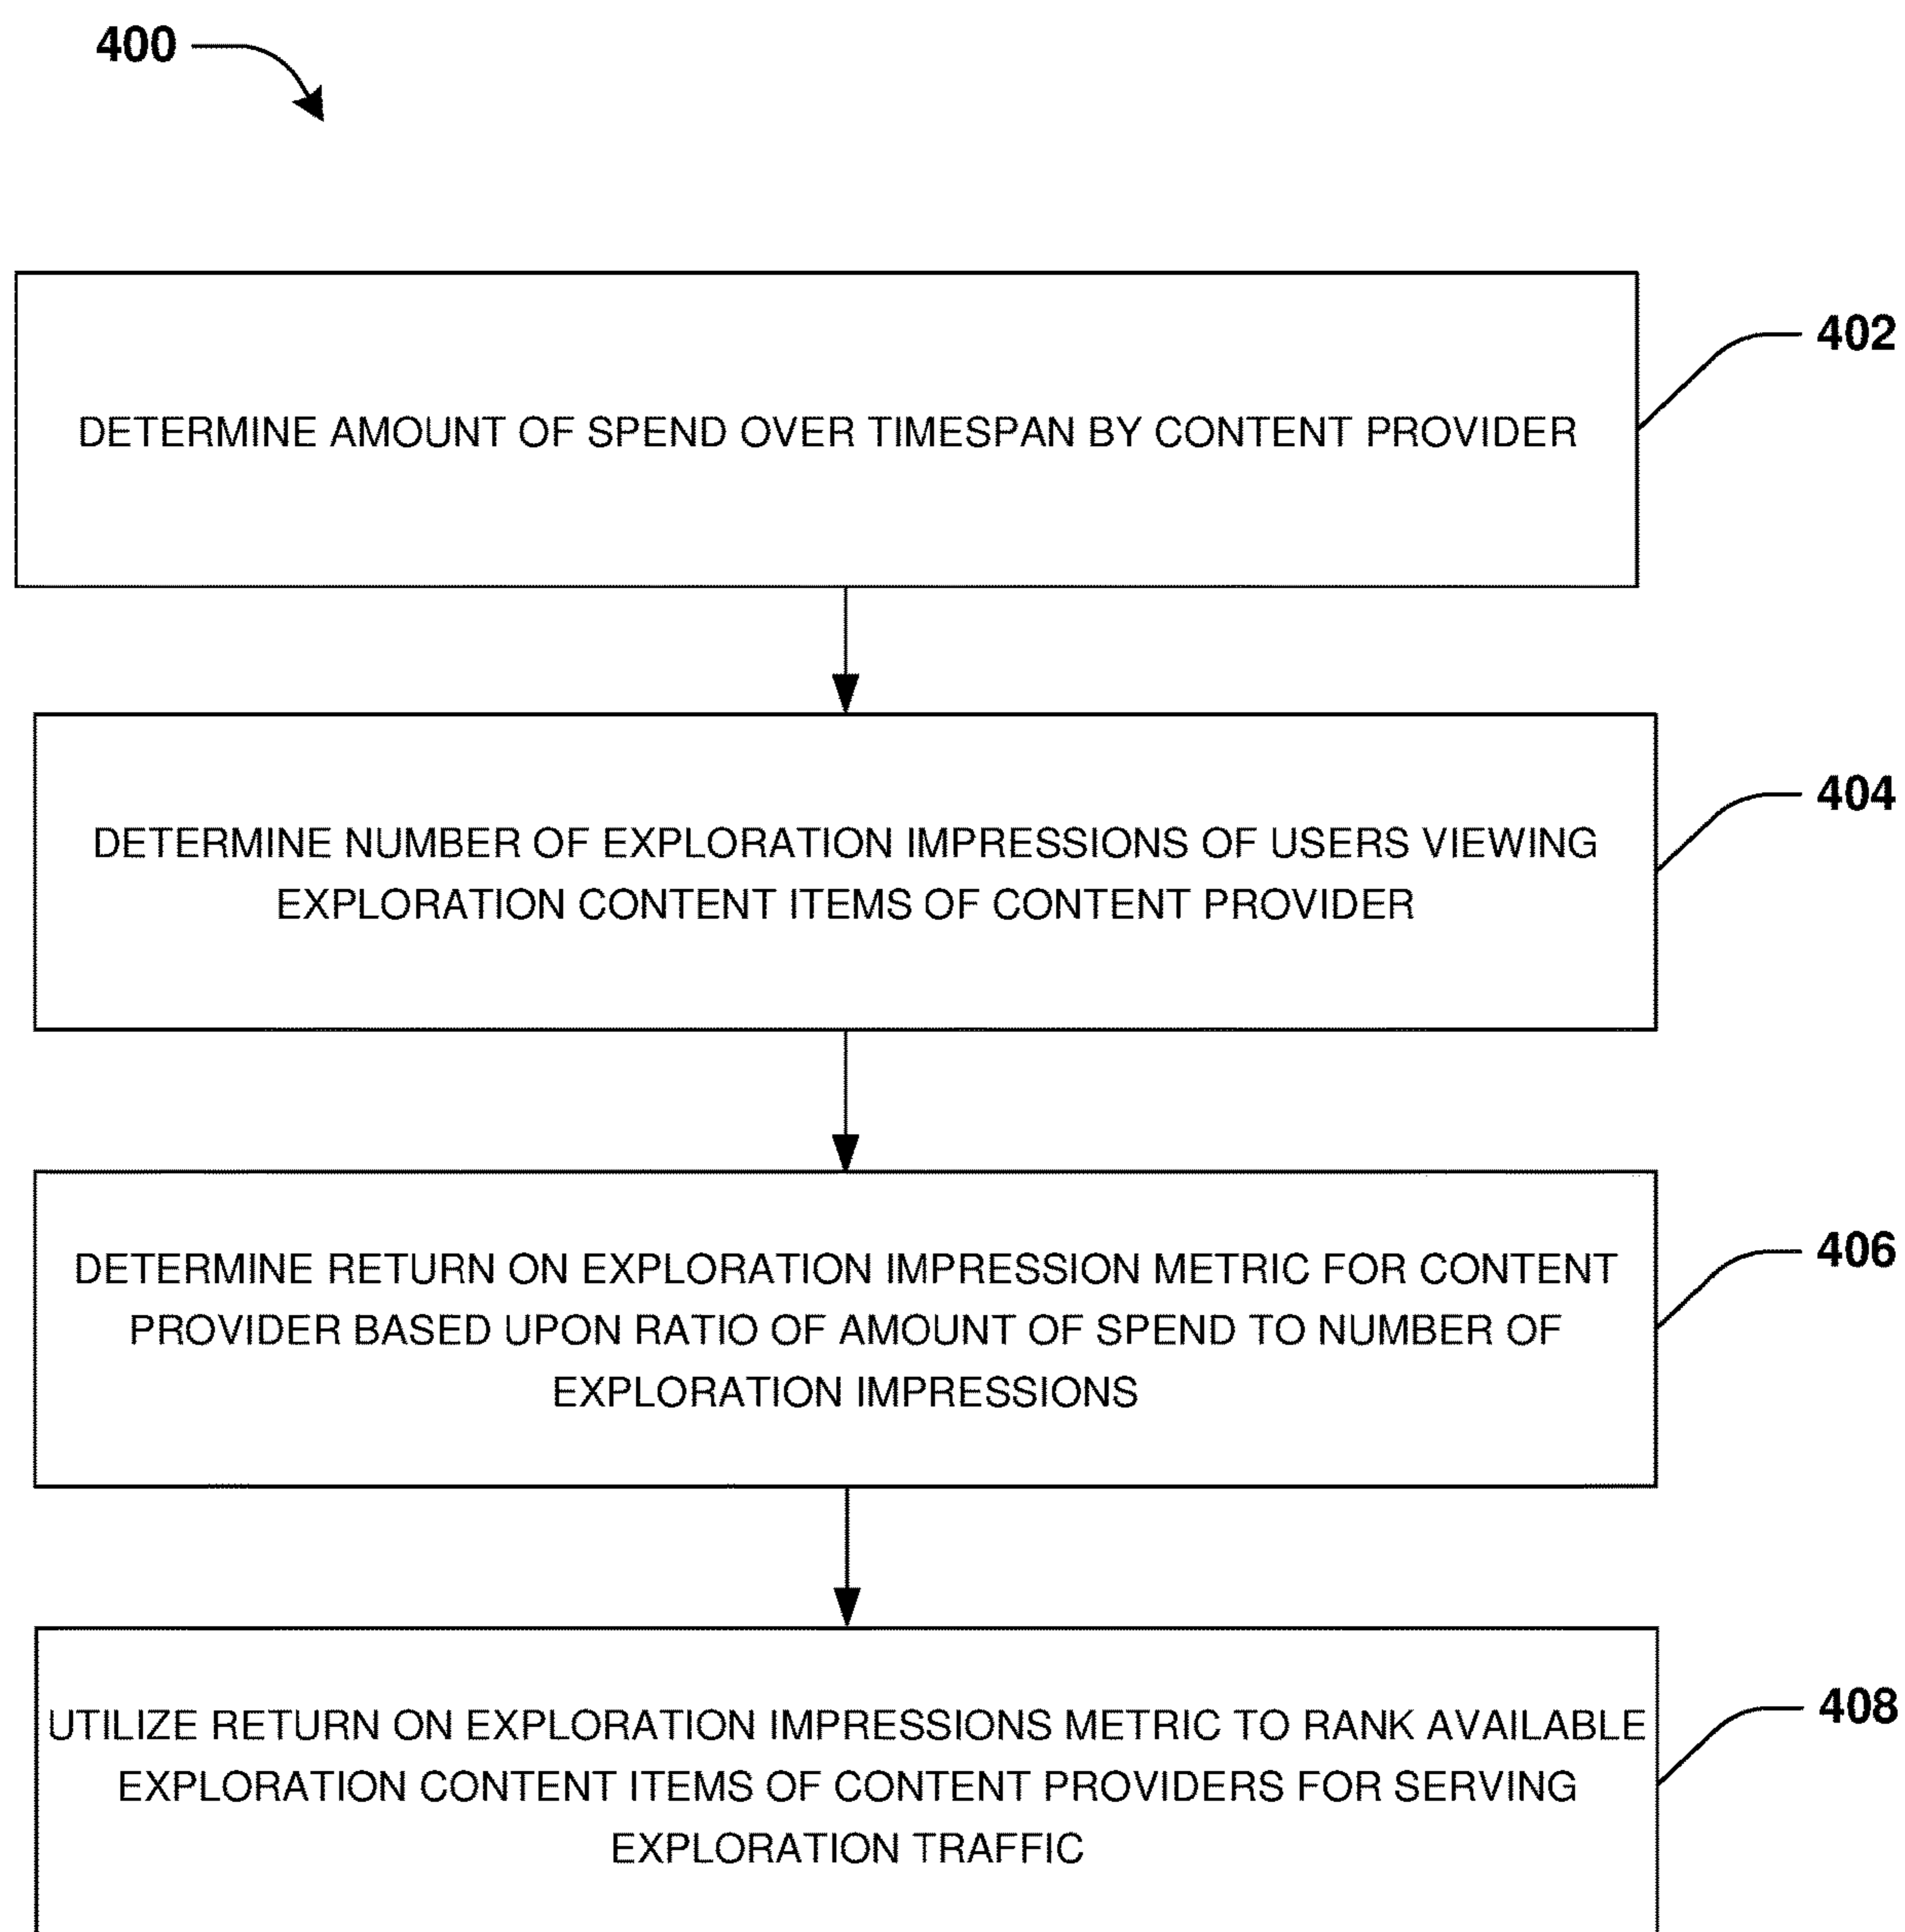 400
402
DETERMINE AMOUNT OF SPEND OVER TIMESPAN BY CONTENT PROVIDER
404
DETERMINE NUMBER OF EXPLORATION IMPRESSIONS OF USERS VIEWING
EXPLORATION CONTENT ITEMS OF CONTENT PROVIDER
406
DETERMINE RETURN ON EXPLORATION IMPRESSION METRIC FOR CONTENT
PROVIDER BASED UPON RATIO OF AMOUNT OF SPEND TO NUMBER OF
EXPLORATION IMPRESSIONS
408
UTILIZE RETURN ON EXPLORATION IMPRESSIONS METRIC TO RANK AVAILABLE
EXPLORATION CONTENT ITEMS OF CONTENT PROVIDERS FOR SERVING
EXPLORATION TRAFFIC